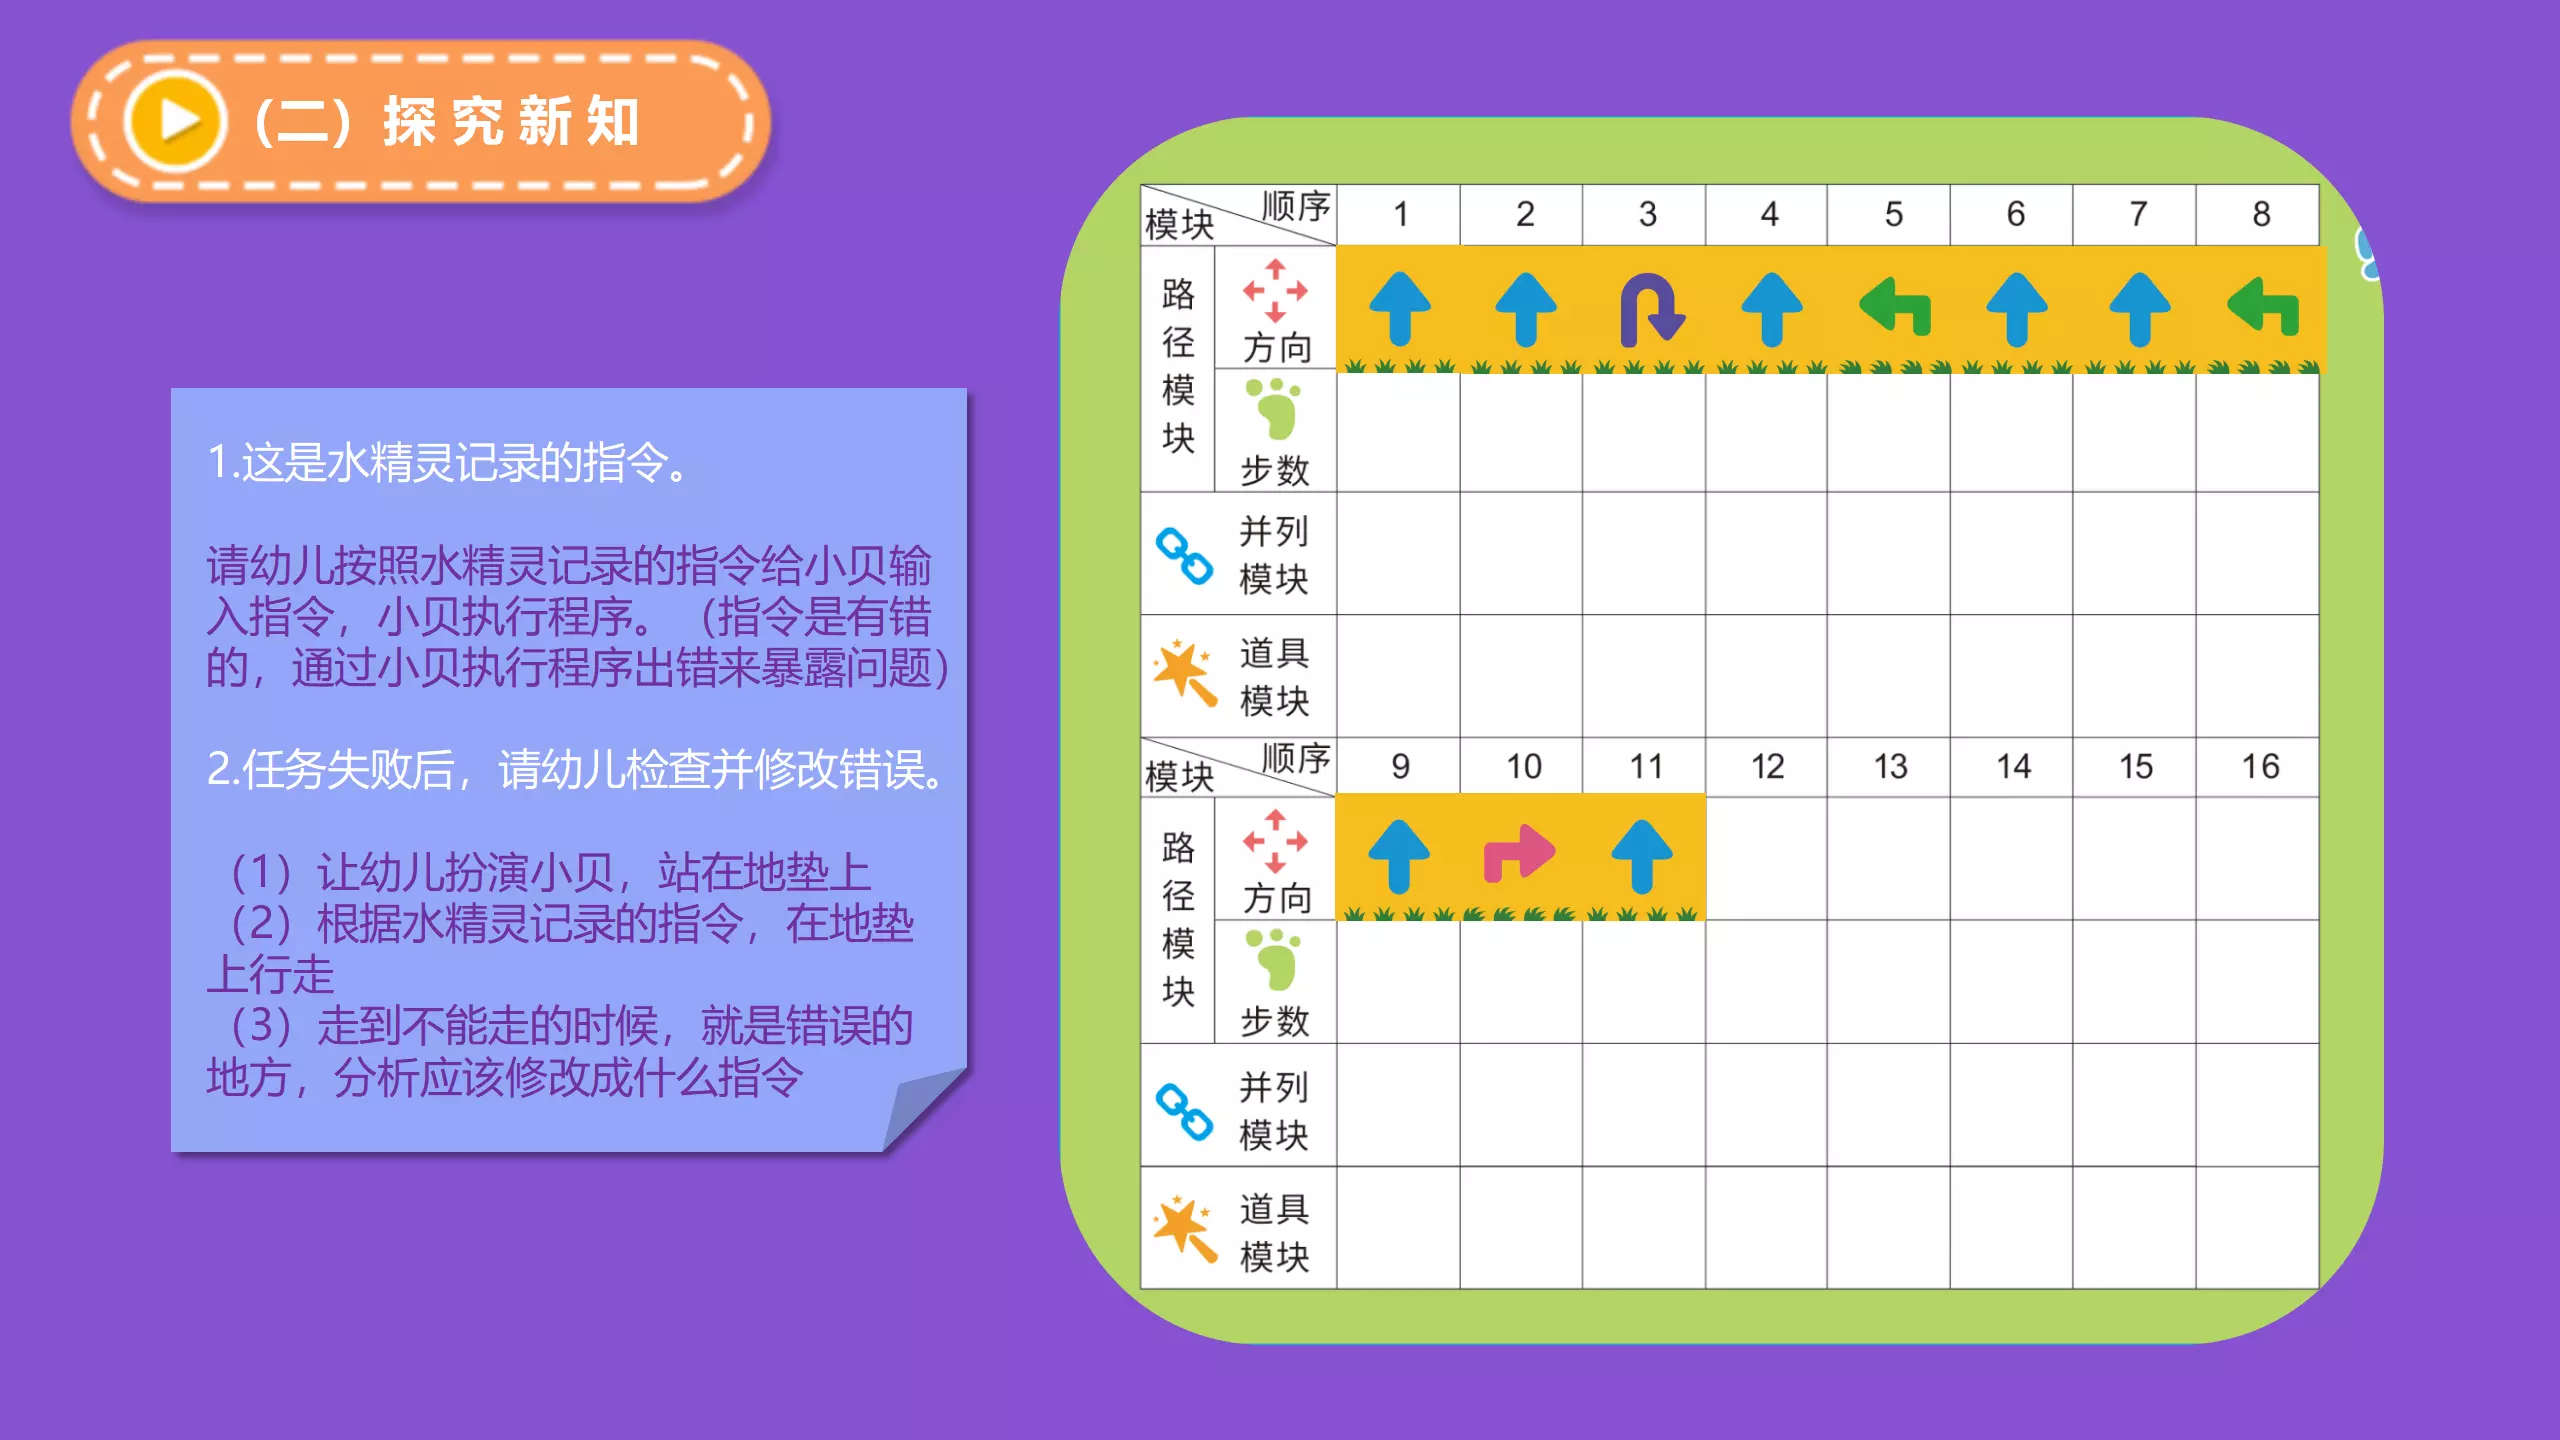 (二) 探究新知
1.这是水精灵记录的指令。
请幼儿按照水精灵记录的指令给小贝输
入指令，小贝执行程序。（指令是有错
的，通过小贝执行程序出错来暴露问题）
2.任务失败后，请幼儿检查并修改错误。
（1）让幼儿扮演小贝，站在地垫上
（2）根据水精灵记录的指令，在地垫
上行走
（3）走到不能走的时候，就是错误的
地方，分析应该修改成什么指令
模块 顺序 1 2 3 4 5 6 7 8
路径模块
方向
步数
并列
模块
道具
模块
模块 顺序 9 10 11 12 13 14 15 16
路径模块
方向
步数
并列
模块
道具
模块